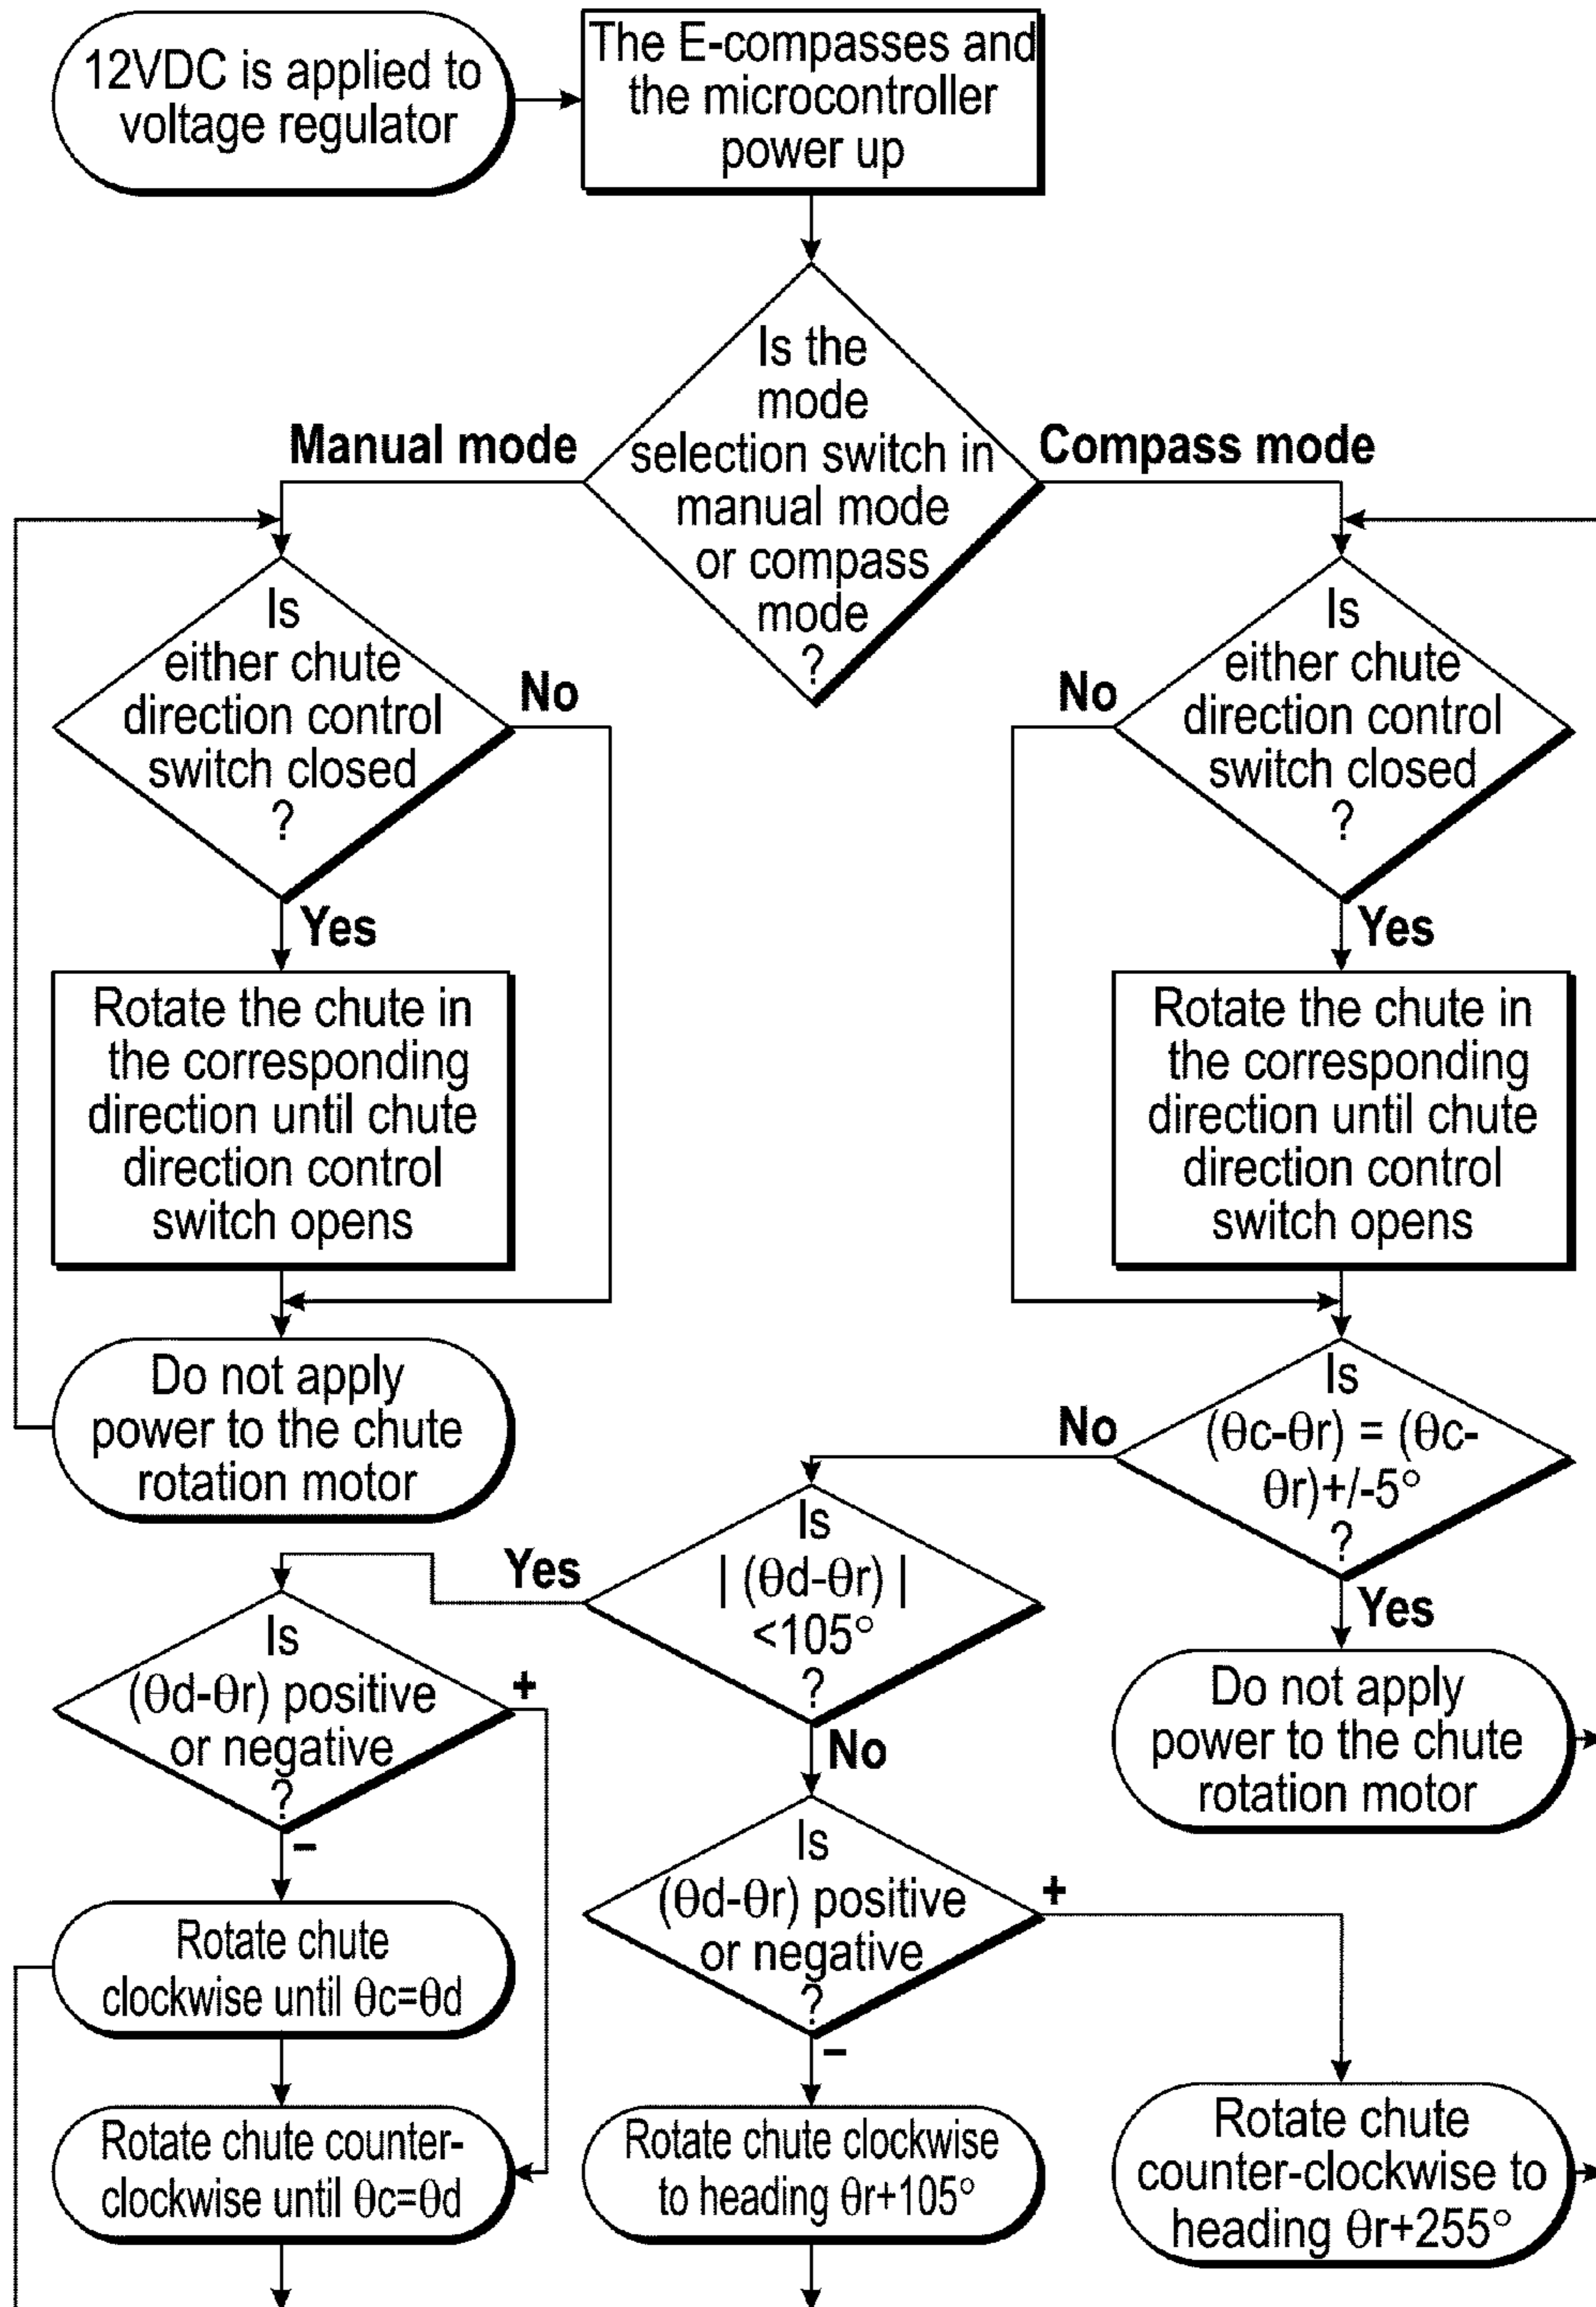 12VDC is applied to
voltage regulator
The E-compasses and
the microcontroller
power up
Is the
mode
selection switch in
manual mode
or compass
mode
?
Manual mode
Compass mode
Is
either chute
direction control
switch closed
?
No
Yes
Rotate the chute in
the corresponding
direction until chute
direction control
switch opens
Do not apply
power to the chute
rotation motor
Is
either chute
direction control
switch closed
?
No
Yes
Rotate the chute in
the corresponding
direction until chute
direction control
switch opens
Is
(θc-θr) = (θc-
θr)+/-5°
?
No
Yes
Do not apply
power to the chute
rotation motor
Is
| (θd-θr) |
<105°
?
Yes
No
Is
(θd-θr) positive
or negative
?
+
–
Rotate chute
clockwise until θc=θd
Rotate chute counter-
clockwise until θc=θd
Is
(θd-θr) positive
or negative
?
+
–
Rotate chute clockwise
to heading θr+105°
Rotate chute
counter-clockwise to
heading θr+255°